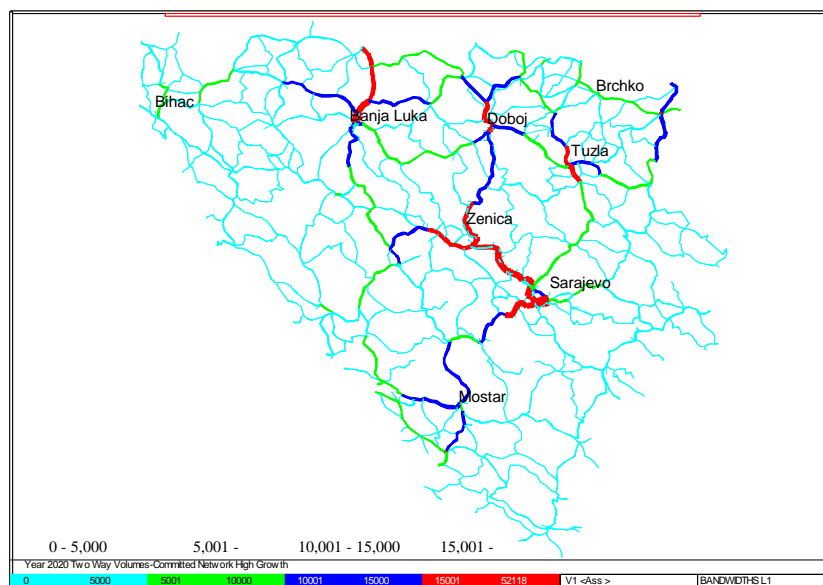 Brchko
Bihac
Banja Luka
Doboj
Tuzla
Zenica
Sarajevo
Mostar
0 - 5,000 5,001 - 10,001 - 15,000 15,001 -
Year 2020 Two Way Volumes-Committed Network High Growth
0 5000 5001 10000 10001 15000 15001 52118 V1 <Ass > BANDWIDTHS L1